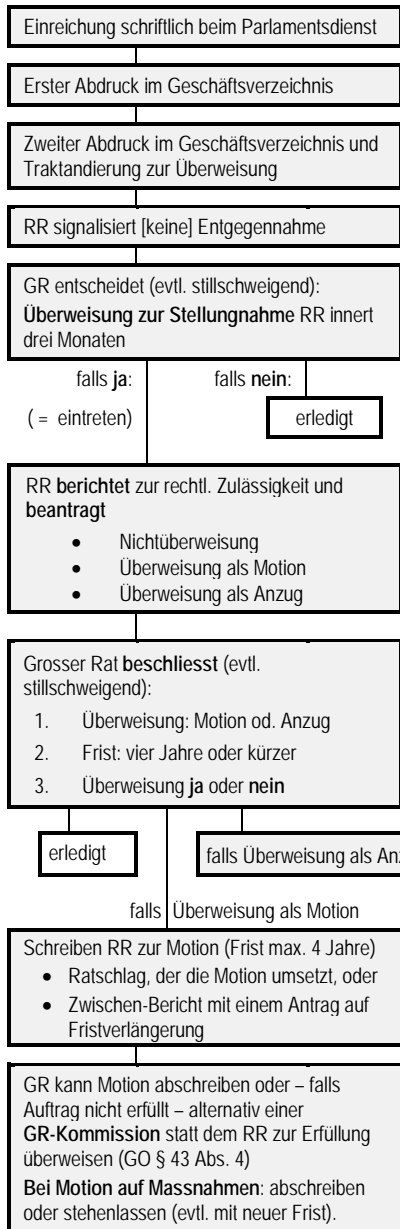 Einreichung schriftlich beim Parlamentsdienst
Erster Abdruck im Geschäftsverzeichnis
Zweiter Abdruck im Geschäftsverzeichnis und
Traktandierung zur Überweisung
RR signalisiert [keine] Entgegennahme
GR entscheidet (evtl. stillschweigend):
Überweisung zur Stellungnahme RR innert
drei Monaten
falls ja: falls nein:
( = eintreten) erledigt
RR berichtet zur rechtl. Zulässigkeit und
beantragt
• Nichtüberweisung
• Überweisung als Motion
• Überweisung als Anzug
Grosser Rat beschliesst (evtl.
stillschweigend):
1. Überweisung: Motion od. Anzug
2. Frist: vier Jahre oder kürzer
3. Überweisung ja oder nein
erledigt falls Überweisung als
falls Überweisung als Motion
Schreiben RR zur Motion (Frist max. 4 Jahre)
• Ratschlag, der die Motion umsetzt, oder
• Zwischen-Bericht mit einem Antrag auf
Fristverlängerung
GR kann Motion abschreiben oder – falls
Auftrag nicht erfüllt – alternativ einer
GR-Kommission statt dem RR zur Erfüllung
überweisen (GO § 43 Abs. 4)
Bei Motion auf Massnahmen: abschreiben
oder stehenlassen (evtl. mit neuer Frist).